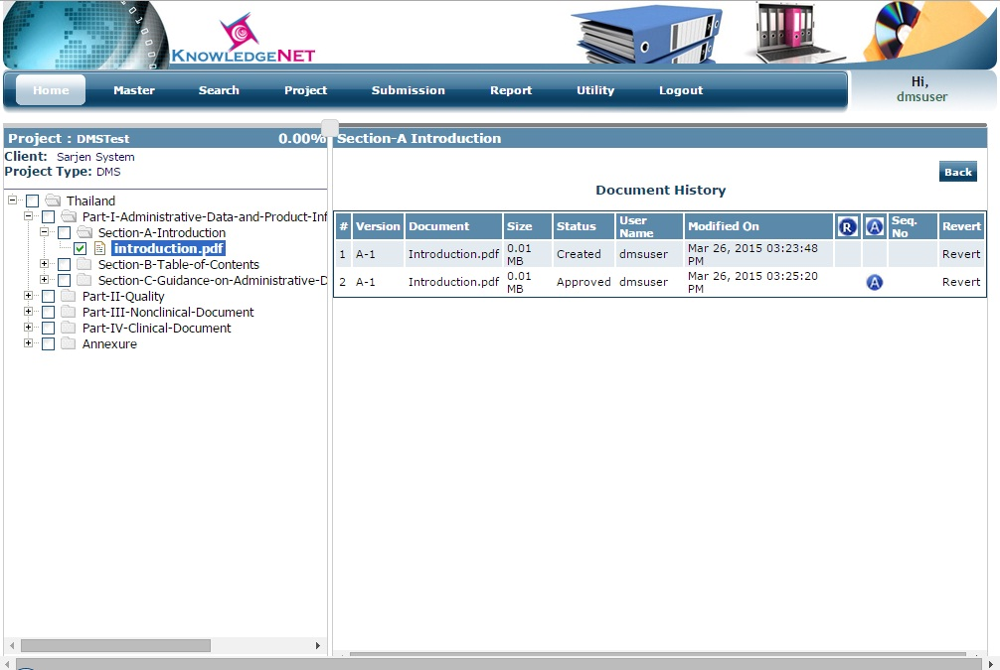 KNOWLEDGENET
Home Master Search Project Submission Report Utility Logout
Hi,
dmsuser
Project : DMSTest 0.00%
Client: Sarjen System
Project Type: DMS
Thailand
Part-I-Administrative-Data-and-Product-Inf
Section-A-Introduction
introduction.pdf
Section-B-Table-of-Contents
Section-C-Guidance-on-Administrative-D
Part-II-Quality
Part-III-Nonclinical-Document
Part-IV-Clinical-Document
Annexure
Section-A Introduction
Back
Document History
# Version Document Size Status User Name Modified On R A Seq. No Revert
1 A-1 Introduction.pdf 0.01 MB Created dmsuser Mar 26, 2015 03:23:48 PM Revert
2 A-1 Introduction.pdf 0.01 MB Approved dmsuser Mar 26, 2015 03:25:20 PM A Revert